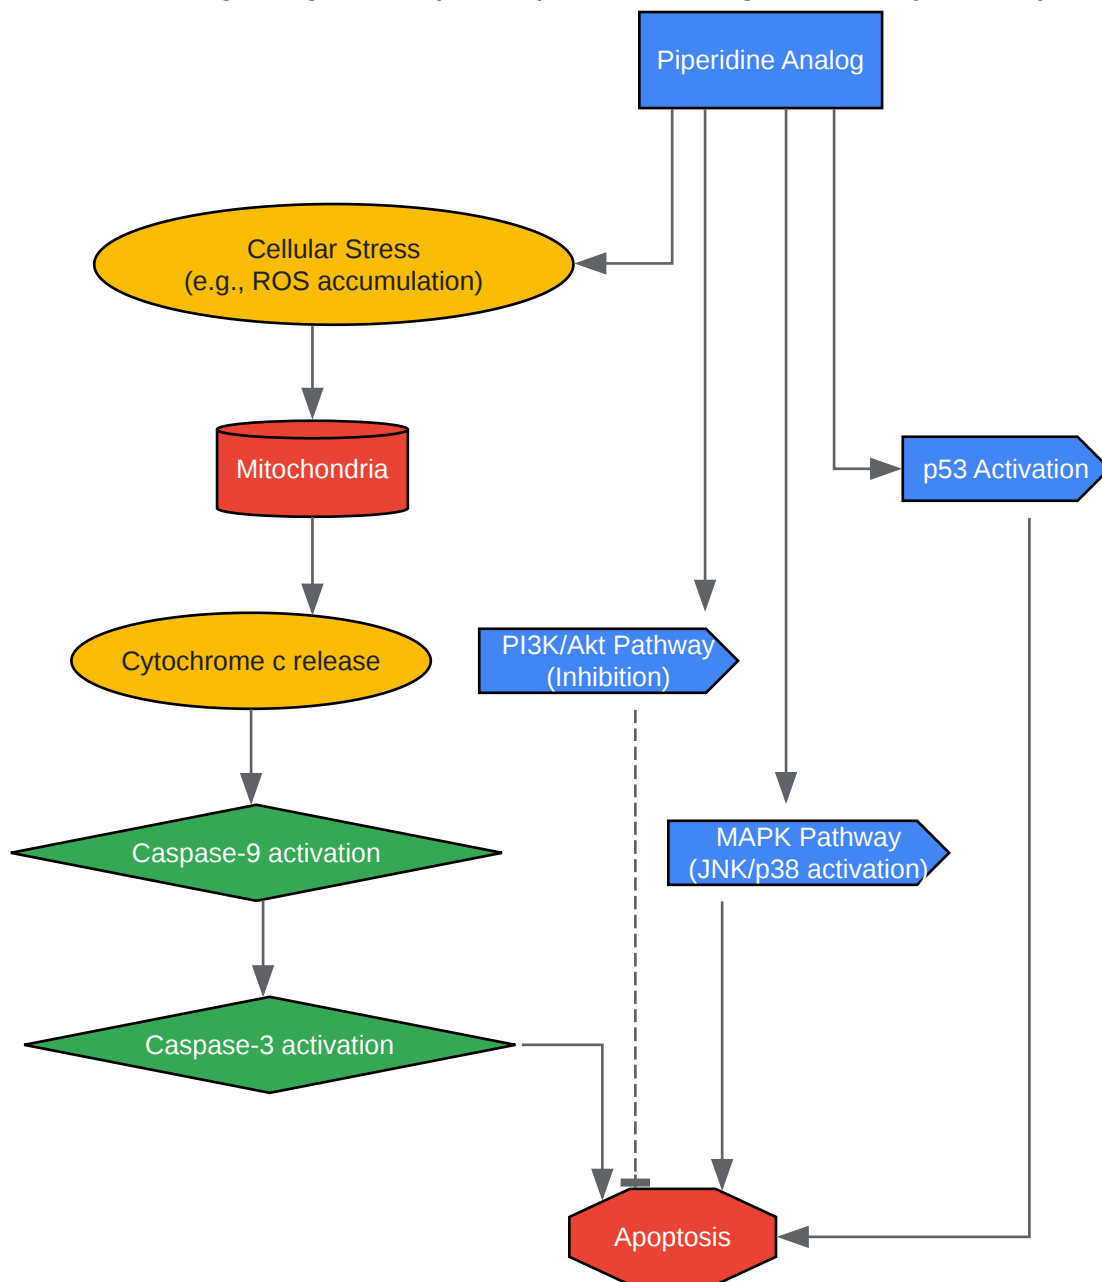 Piperidine Analog
Cellular Stress
(e.g., ROS accumulation)
Mitochondria
p53 Activation
Cytochrome c release
PI3K/Akt Pathway
(Inhibition)
Caspase-9 activation
MAPK Pathway
(JNK/p38 activation)
Caspase-3 activation
Apoptosis